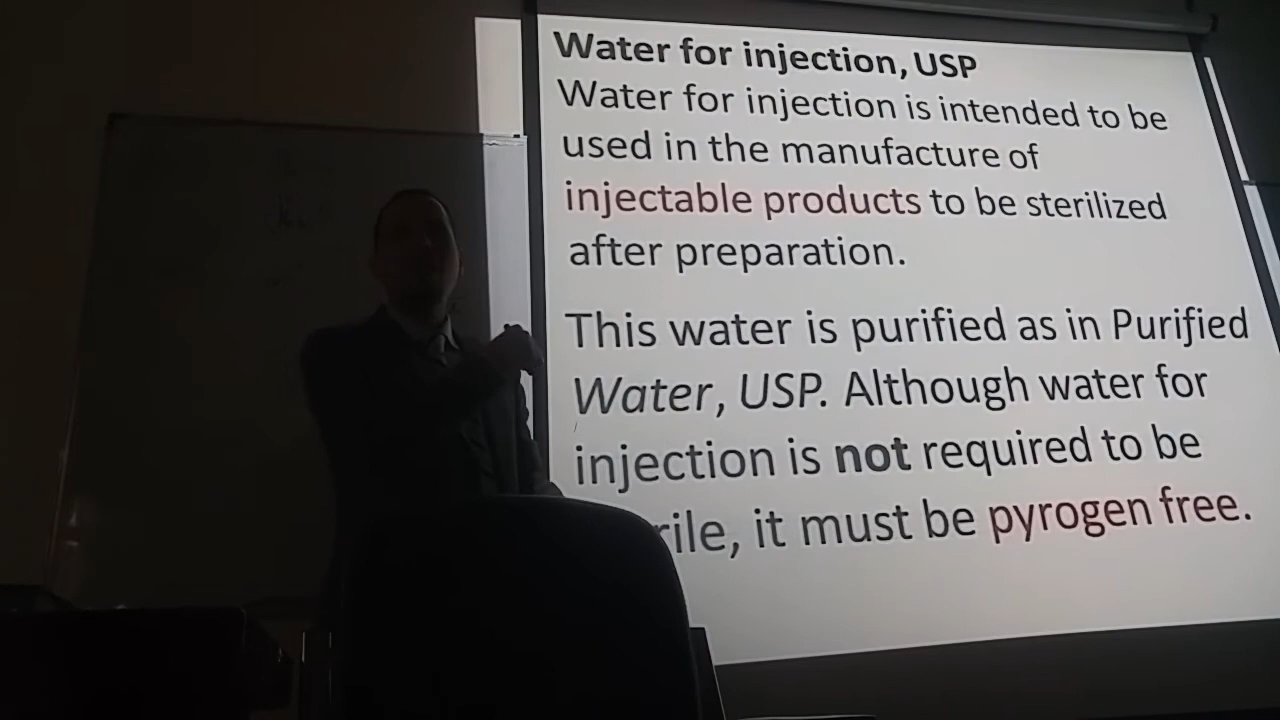 Water for injection, USP
Water for injection is intended to be
used in the manufacture of
injectable products to be sterilized
after preparation.
This water is purified as in Purified
Water, USP. Although water for
injection is not required to be
rile, it must be pyrogen free.